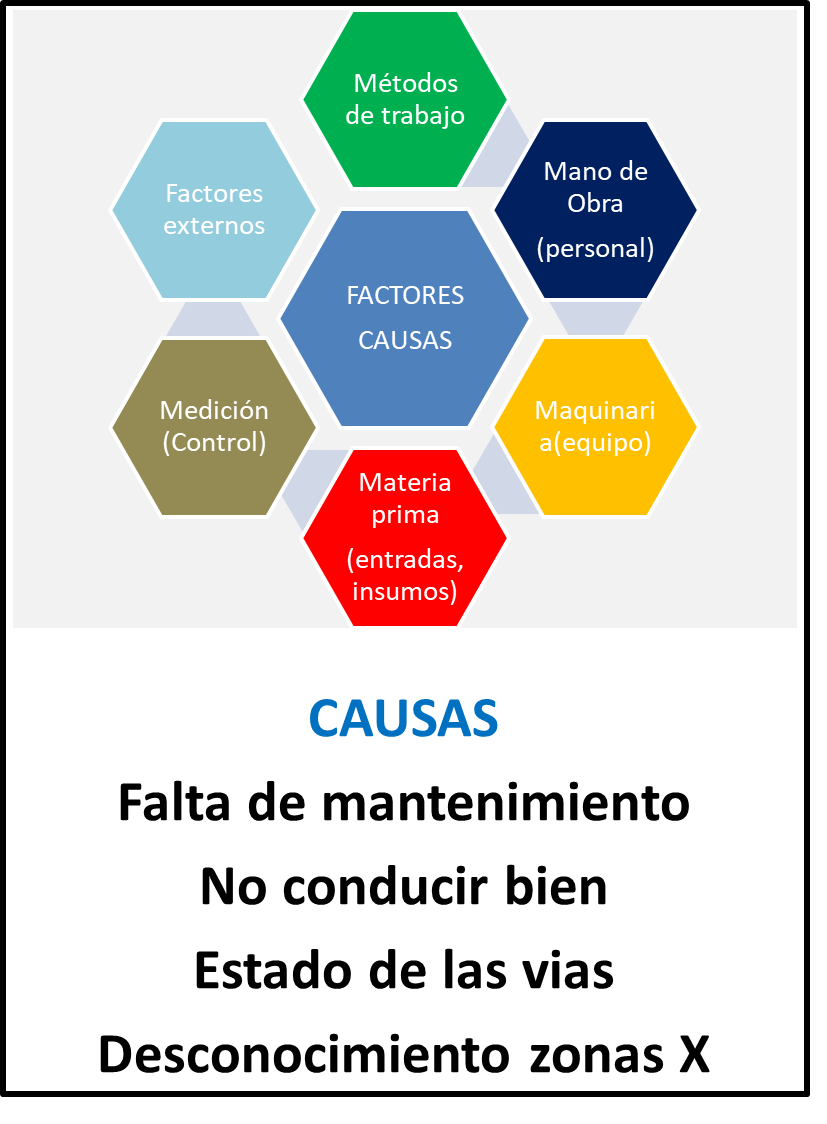 Métodos
de trabajo
Mano de
Obra
(personal)
Factores
externos
FACTORES
CAUSAS
Medición
(Control)
Maquinari
a(equipo)
Materia
prima
(entradas,
insumos)
CAUSAS
Falta de mantenimiento
No conducir bien
Estado de las vias
Desconocimiento zonas X